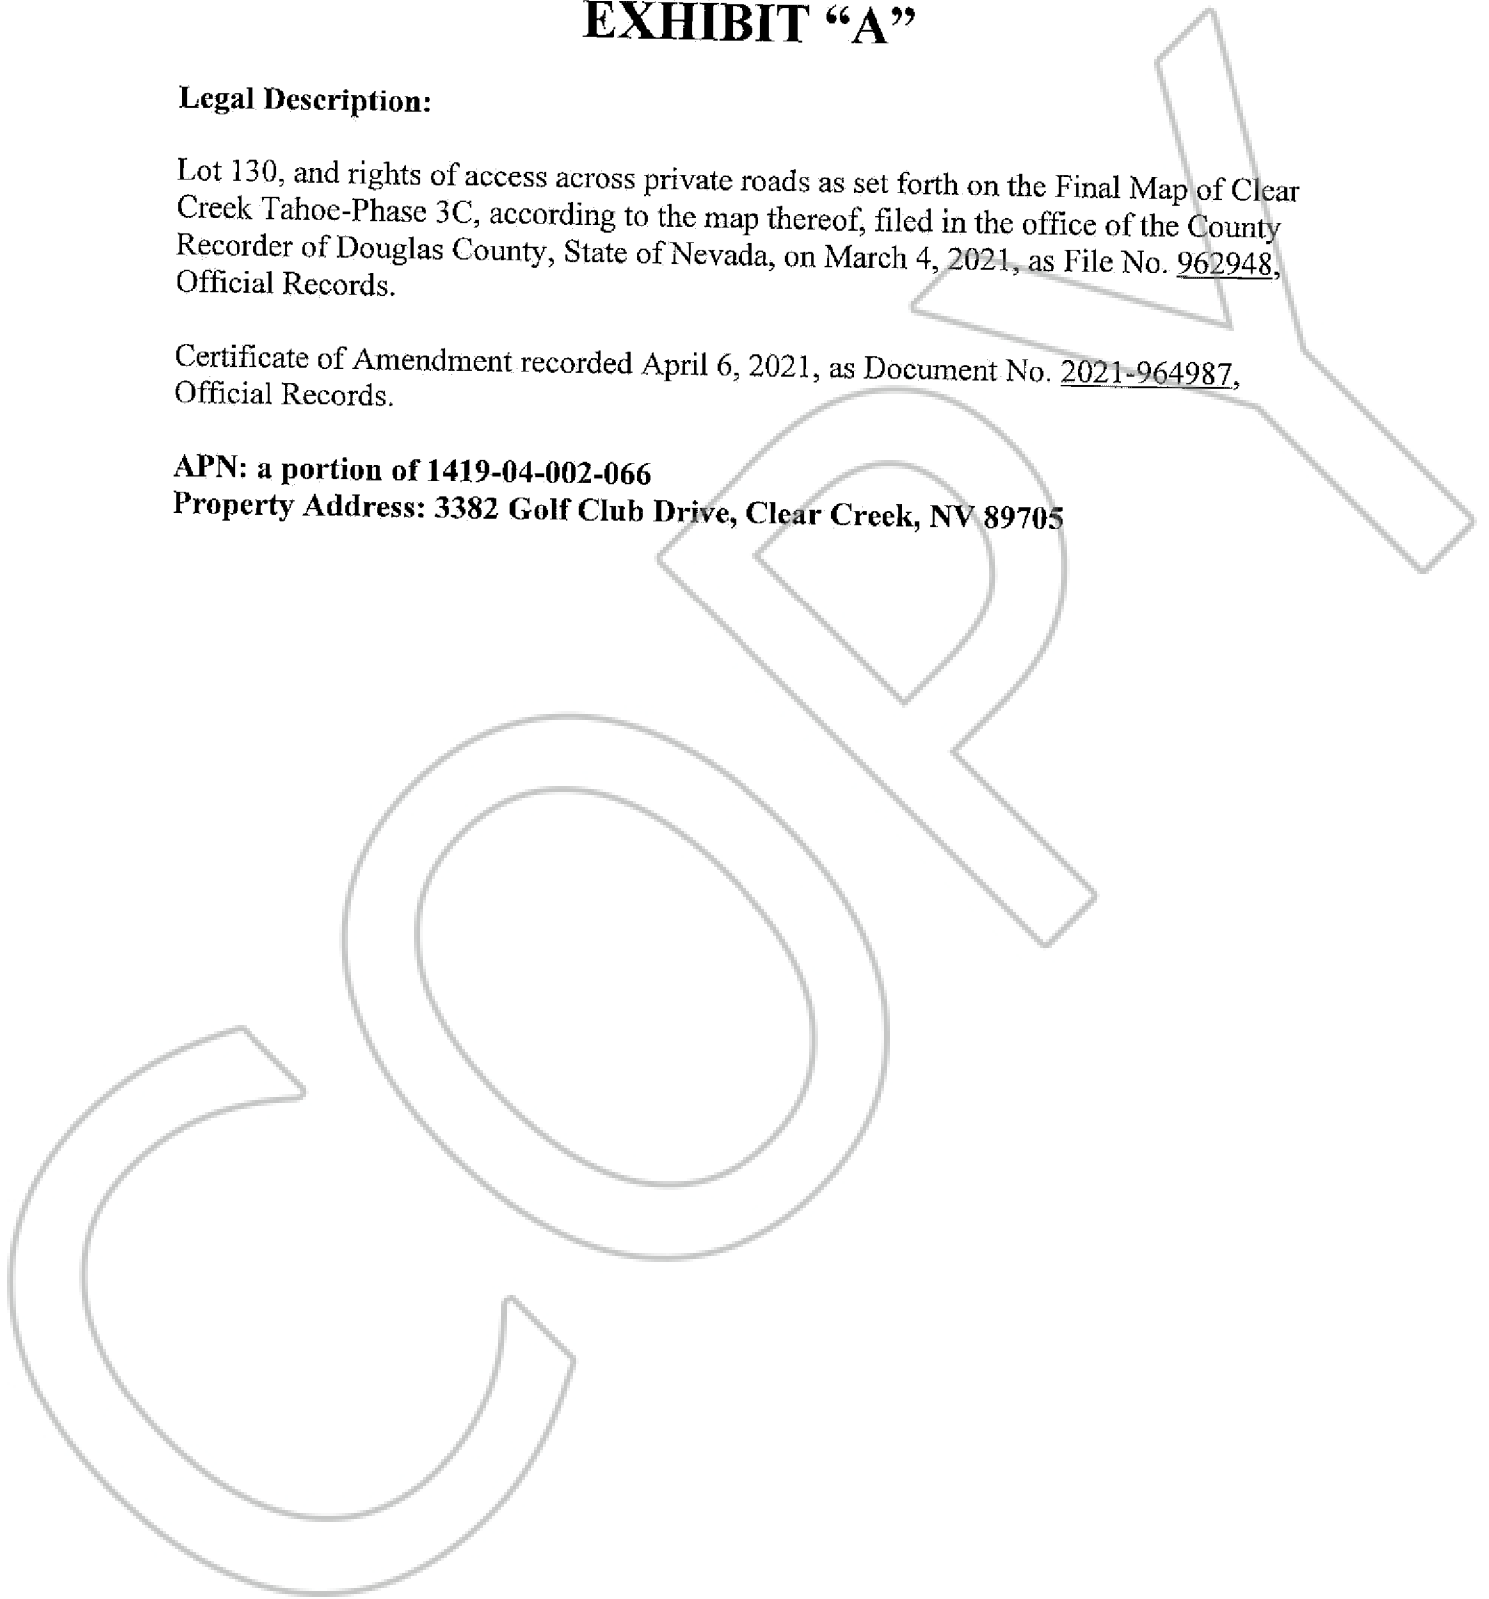 EXHIBIT “A”
Legal Description:
Lot 130, and rights of access across private roads as set forth on the Final Map of Clear
Creek Tahoe-Phase 3C, according to the map thereof, filed in the office of the County
Recorder of Douglas County, State of Nevada, on March 4, 2021, as File No. 962948,
Official Records.
Certificate of Amendment recorded April 6, 2021, as Document No. 2021-964987,
Official Records.
APN: a portion of 1419-04-002-066
Property Address: 3382 Golf Club Drive, Clear Creek, NV 89705
COPY